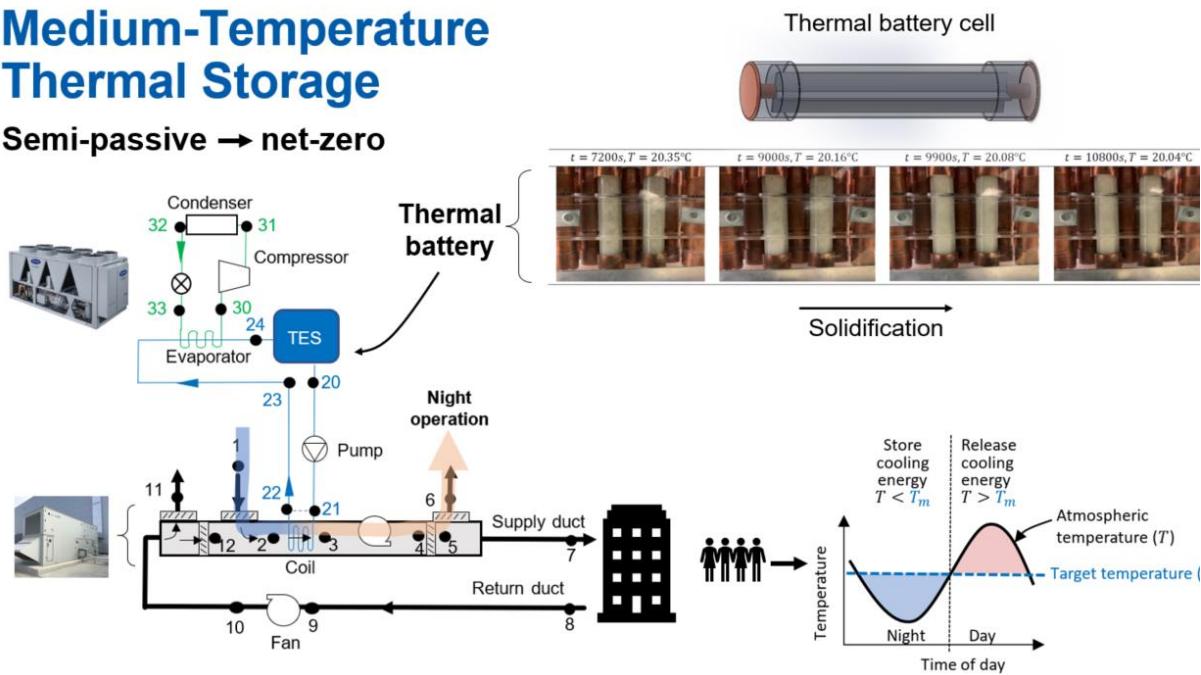 Medium-Temperature
Thermal Storage
Semi-passive → net-zero
Thermal battery cell
t = 7200s, T = 20.35°C
t = 9000s, T = 20.16°C
t = 9900s, T = 20.08°C
t = 10800s, T = 20.04°C
Thermal
battery
Solidification
Condenser
32
31
Compressor
33
30
24
TES
Evaporator
23
20
Night
operation
1
Pump
11
22
21
6
12
2
3
4
5
Coil
Supply duct
7
Return duct
10
9
8
Fan
Store
cooling
energy
T < Tm
Release
cooling
energy
T > Tm
Atmospheric
temperature (T)
Target temperature (
Temperature
Night
Day
Time of day